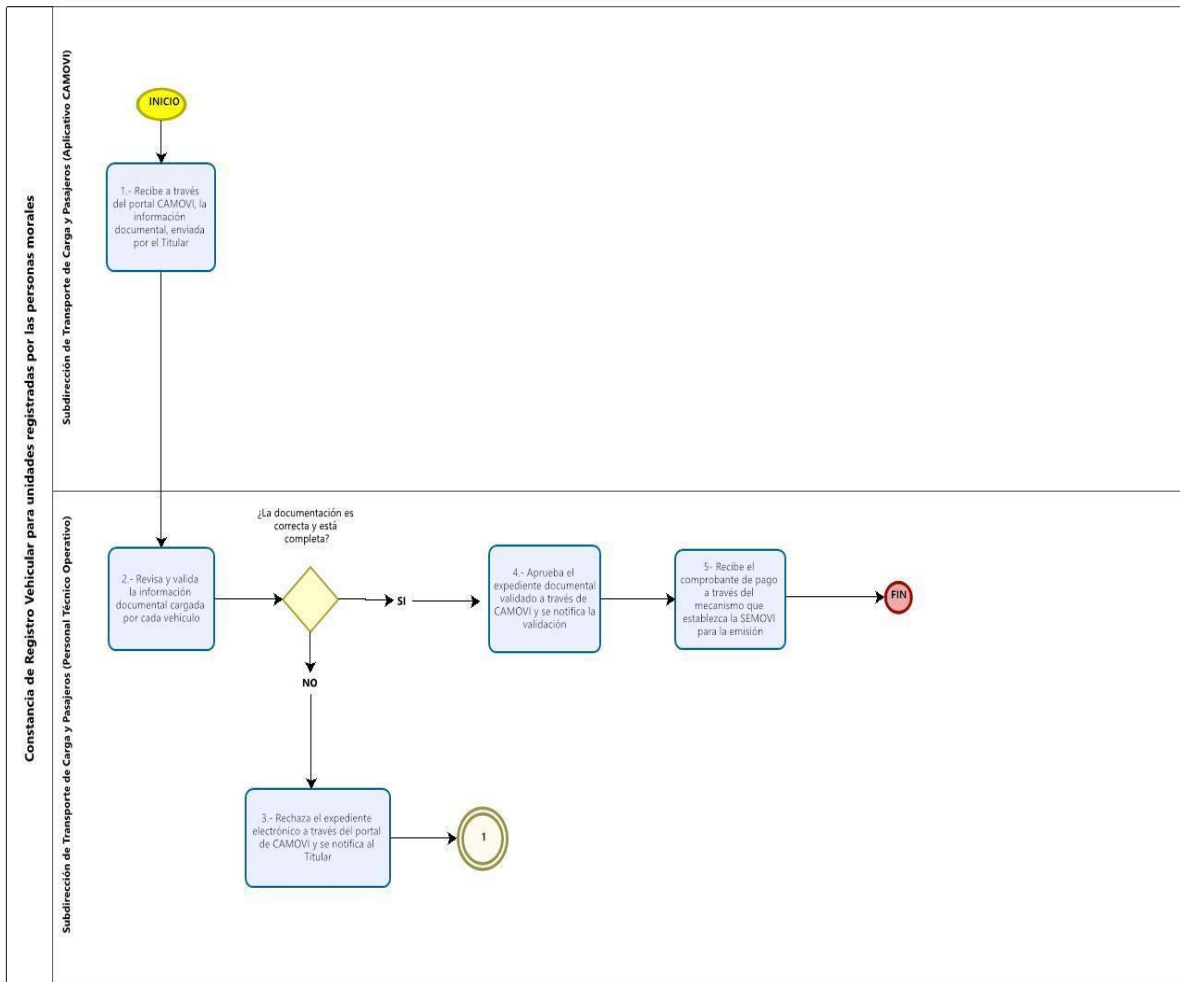 Constancia de Registro Vehicular para unidades registradas por las personas morales
Subdirección de Transporte de Carga y Pasajeros (Aplicativo CAMOVI)
INICIO
1.- Recibe a través
del portal CAMOVI, la
información
documental, enviada
por el Titular
Subdirección de Transporte de Carga y Pasajeros (Personal Técnico Operativo)
2.- Revisa y valida
la información
documental cargada
por cada vehículo
¿La documentación es
correcta y está
completa?
SI
4.- Aprueba el
expediente documental
validado a través de
CAMOVI y se notifica la
validación
5- Recibe el
comprobante de pago
a través del
mecanismo que
establezca la SEMOVI
para la emisión
FIN
NO
3.- Rechaza el expediente
electrónico a través del portal
de CAMOVI y se notifica al
Titular
1